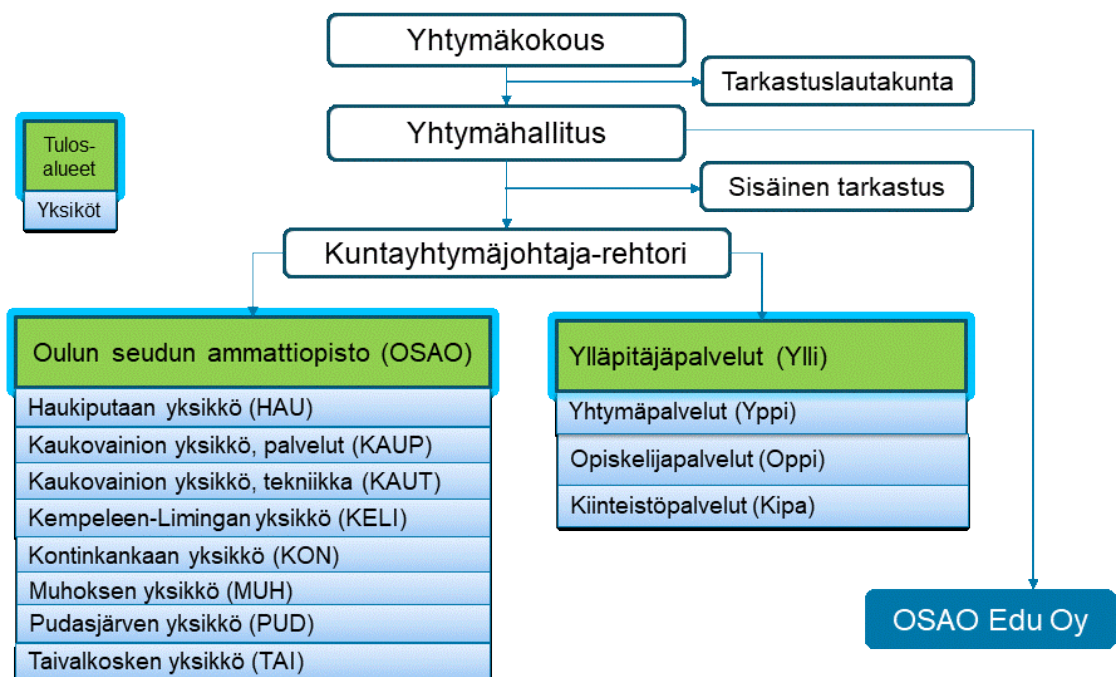 Yhtymäkokous
Tarkastuslautakunta
Yhtymähallitus
Tulos-
alueet
Yksiköt
Sisäinen tarkastus
Kuntayhtymäjohtaja-rehtori
Oulun seudun ammattiopisto (OSAO)
Haukiputaan yksikkö (HAU)
Kaukovainion yksikkö, palvelut (KAUP)
Kaukovainion yksikkö, tekniikka (KAUT)
Kempeleen-Limingan yksikkö (KELI)
Kontinkankaan yksikkö (KON)
Muhoksen yksikkö (MUH)
Pudasjärven yksikkö (PUD)
Taivalkosken yksikkö (TAI)
Ylläpitäjäpalvelut (Ylli)
Yhtymäpalvelut (Yppi)
Opiskelijapalvelut (Oppi)
Kiinteistöpalvelut (Kipa)
OSAO Edu Oy